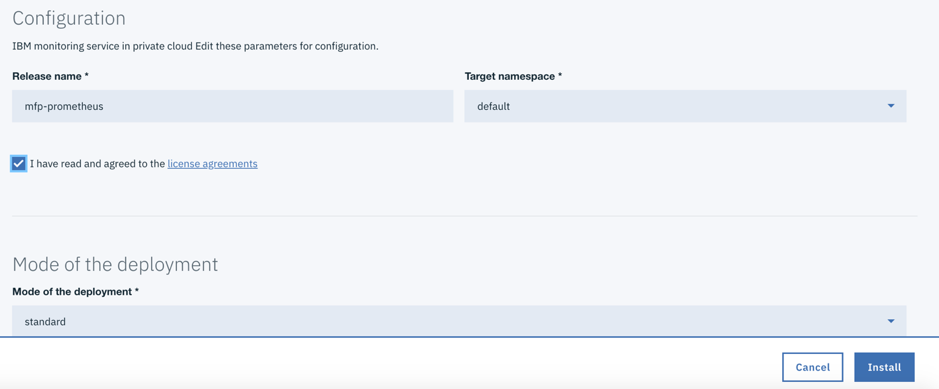 Configuration
IBM monitoring service in private cloud Edit these parameters for configuration.
Release name * Target namespace *
mfp-prometheus default
I have read and agreed to the license agreements
Mode of the deployment
Mode of the deployment *
standard
Cancel Install